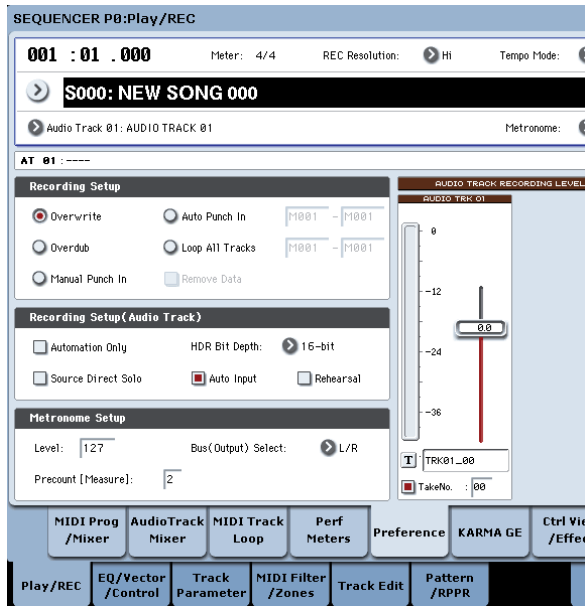 SEQUENCER P0:Play/REC
001 :01 .000 Meter: 4/4 REC Resolution: Hi Tempo Mode:
S000: NEW SONG 000
Audio Track 01: AUDIO TRACK 01 Metronome:
AT 01 :----
Recording Setup
Overwrite Auto Punch In M001 - M001
Overdub Loop All Tracks M001 - M001
Manual Punch In Remove Data
Recording Setup(Audio Track)
Automation Only HDR Bit Depth: 16-bit
Source Direct Solo Auto Input Rehearsal
Metronome Setup
Level: 127 Bus(Output) Select: L/R
Precount [Measure]: 2
AUDIO TRACK RECORDING LEVEL
AUDIO TRK 01
0
-12
0.0
-24
-36
T TRK01_00
TakeNo. : 00
MIDI Prog /Mixer AudioTrack Mixer MIDI Track Loop Perf Meters Preference KARMA GE Ctrl
Play/REC EQ/Vector /Control Track Parameter MIDI Filter /Zones Track Edit Pattern /RPPR